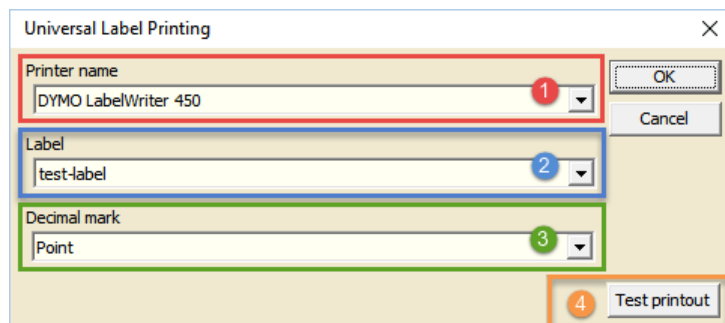 Universal Label Printing
Printer name
DYMO LabelWriter 450
1
OK
Cancel
Label
test-label
2
Decimal mark
Point
3
4
Test printout